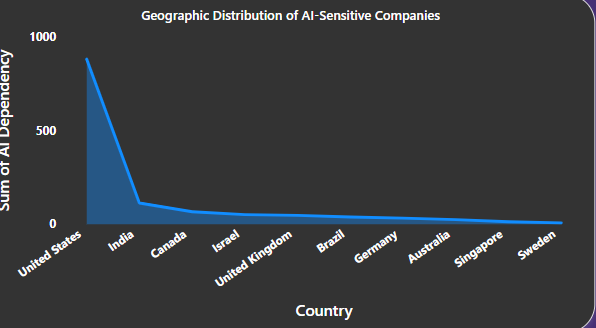 Geographic Distribution of AI-Sensitive Companies
Sum of AI Dependency
1000
500
0
United States
India
Canada
Israel
United Kingdom
Brazil
Germany
Australia
Singapore
Sweden
Country